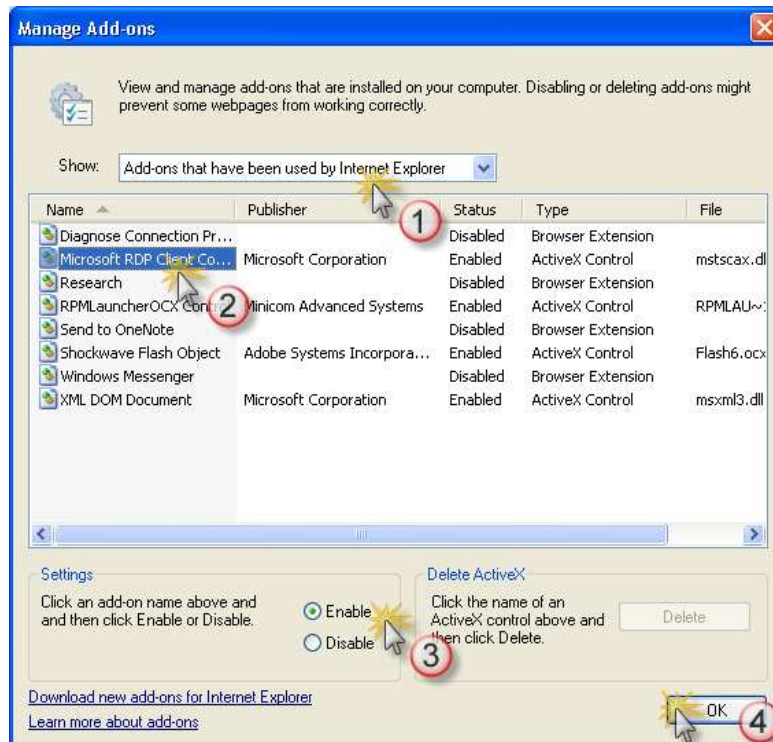 Manage Add-ons
View and manage add-ons that are installed on your computer. Disabling or deleting add-ons might
prevent some webpages from working correctly.
Show: Add-ons that have been used by Internet Explorer
1
Name Publisher Status Type File
Diagnose Connection Pr... Disabled Browser Extension
Microsoft RDP Client Co... Microsoft Corporation Enabled ActiveX Control mstscax.dl
2
Research Disabled Browser Extension
RPMLauncherOCX Contro Minicom Advanced Systems Enabled ActiveX Control RPMLAU~1
Send to OneNote Disabled Browser Extension
Shockwave Flash Object Adobe Systems Incorpora... Enabled ActiveX Control Flash6.ocx
Windows Messenger Disabled Browser Extension
XML DOM Document Microsoft Corporation Enabled ActiveX Control msxml3.dll
Settings
Click an add-on name above and
and then click Enable or Disable.
Enable
Disable
3
Delete ActiveX
Click the name of an
ActiveX control above and
then click Delete.
Delete
Download new add-ons for Internet Explorer
Learn more about add-ons
OK
4